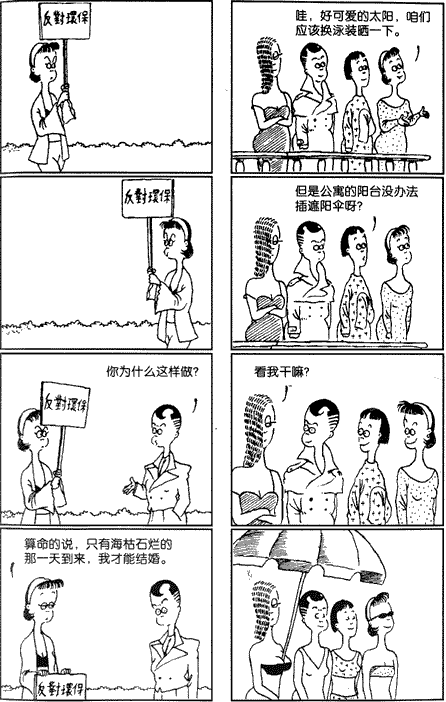 反對環保
反對環保
你为什么这样做?
反對環保
算命的说，只有海枯石烂的
那一天到来，我才能结婚。
反對環保
哇，好可爱的太阳，咱们
应该换泳装晒一下。
但是公寓的阳台没办法
插遮阳伞呀?
看我干嘛?